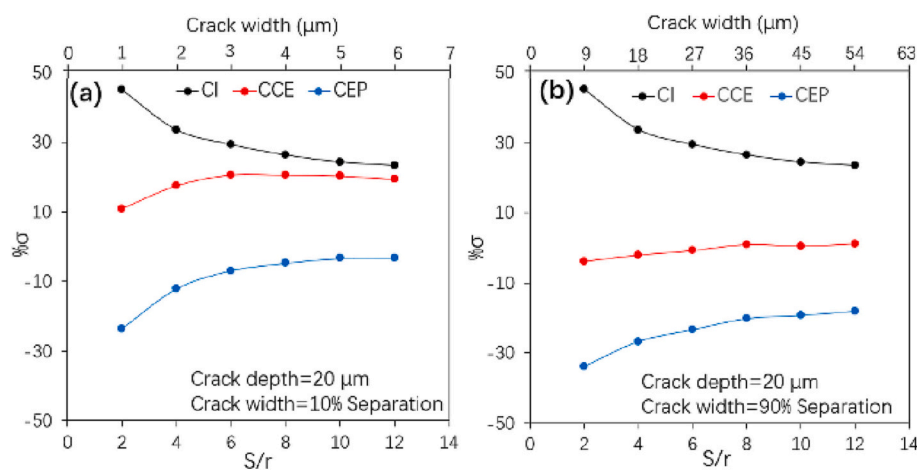 Crack width (μm)
0 1 2 3 4 5 6 7
50
(a)
CI CCE CEP
30
10
%σ
-10
-30
Crack depth=20 μm
Crack width=10% Separation
-50
0 2 4 6 8 10 12 14
S/r
Crack width (μm)
0 9 18 27 36 45 54 63
50
(b)
CI CCE CEP
30
10
%σ
-10
-30
Crack depth=20 μm
Crack width=90% Separation
-50
0 2 4 6 8 10 12 14
S/r